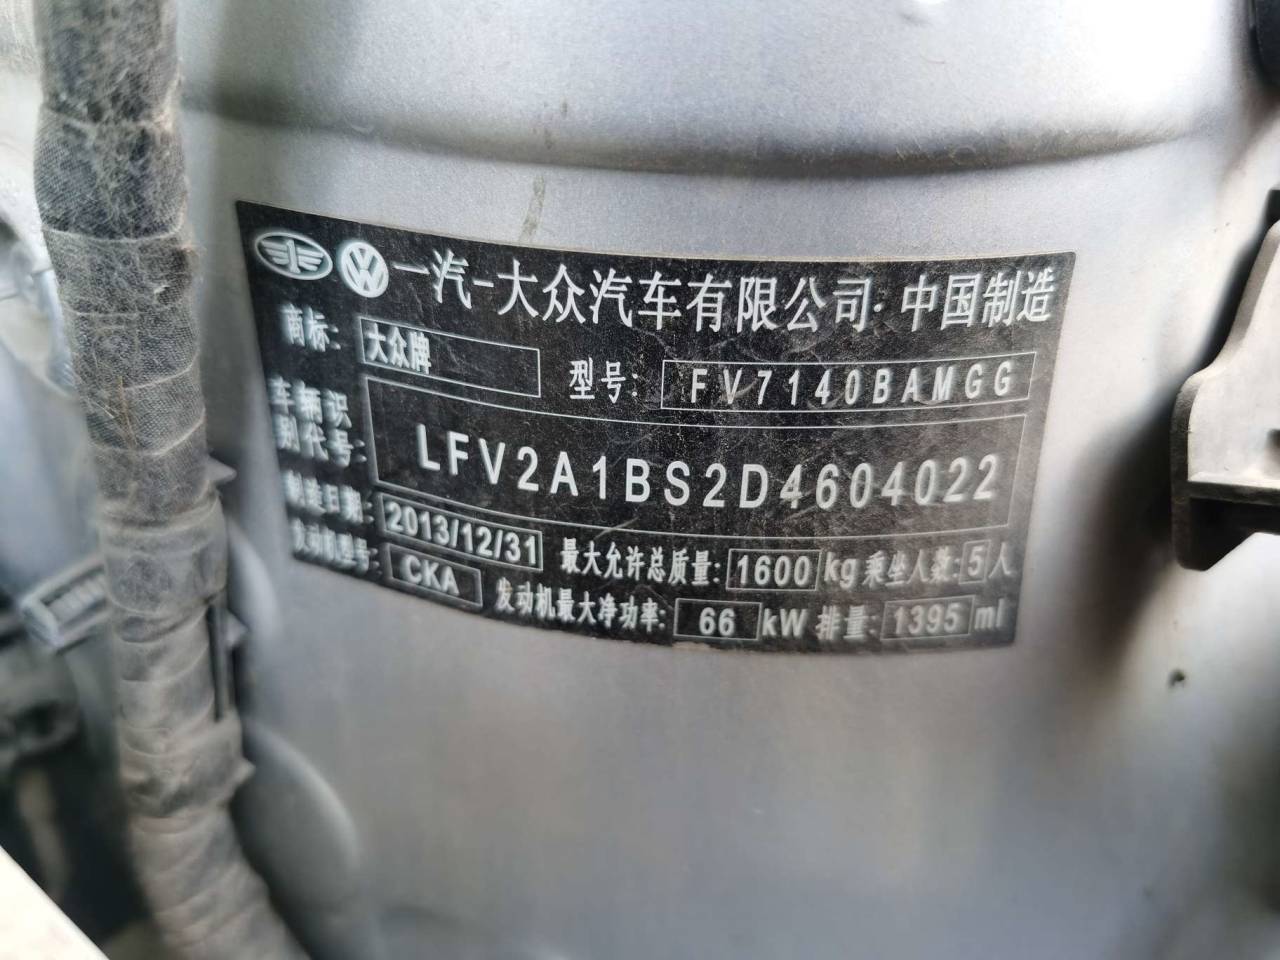 一汽-大众汽车有限公司·中国制造
商标: 大众牌 型号: FV7140BAMGG
车辆识别代号: LFV2A1BS2D4604022
制造日期: 2013/12/31 最大允许总质量: 1600 kg 乘坐人数: 5 人
发动机型号: CKA 发动机最大净功率: 66 kW 排量: 1395 ml